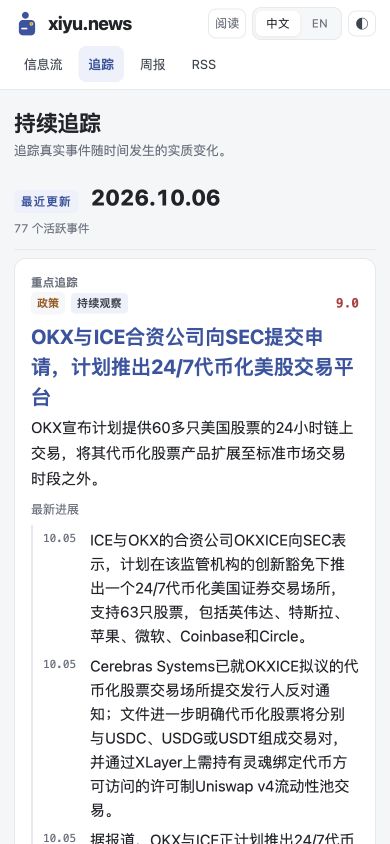 xiyu.news
阅读
中文
EN
信息流
追踪
周报
RSS
持续追踪
追踪真实事件随时间发生的实质变化。
最近更新 2026.10.06
77 个活跃事件
重点追踪
政策 持续观察 9.0
OKX与ICE合资公司向SEC提交申
请，计划推出24/7代币化美股交易平
台
OKX宣布计划提供60多只美国股票的24小时链上
交易，将其代币化股票产品扩展至标准市场交易
时段之外。
最新进展
10.05 ICE与OKX的合资公司OKXICE向SEC表
示，计划在该监管机构的创新豁免下推
出一个24/7代币化美国证券交易场所，
支持63只股票，包括英伟达、特斯拉、
苹果、微软、Coinbase和Circle。
10.05 Cerebras Systems已就OKXICE拟议的代
币化股票交易场所提交发行人反对通
知；文件进一步明确代币化股票将分别
与USDC、USDG或USDT组成交易对，
并通过XLayer上需持有灵魂绑定代币方
可访问的许可制Uniswap v4流动性池交
易。
10.05 据报道，OKX与ICE正计划推出24/7代币